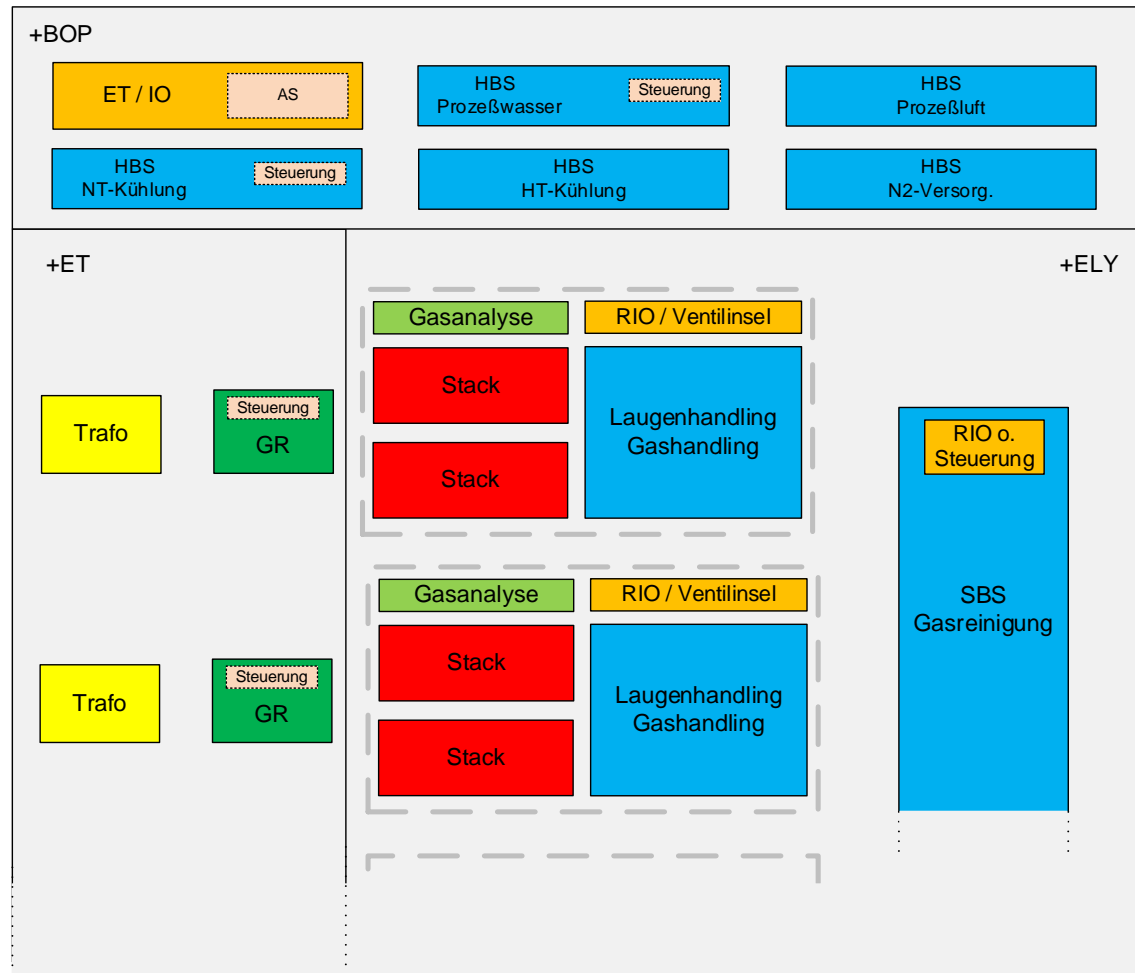 +BOP
ET / IO
AS
HBS
Prozeßwasser
Steuerung
HBS
Prozeßluft
HBS
NT-Kühlung
Steuerung
HBS
HT-Kühlung
HBS
N2-Versorg.
+ET
+ELY
Gasanalyse
RIO / Ventilinsel
Stack
Laugenhandling
Gashandling
Stack
Trafo
Steuerung
GR
RIO o.
Steuerung
SBS
Gasreinigung
Gasanalyse
RIO / Ventilinsel
Stack
Laugenhandling
Gashandling
Stack
Trafo
Steuerung
GR